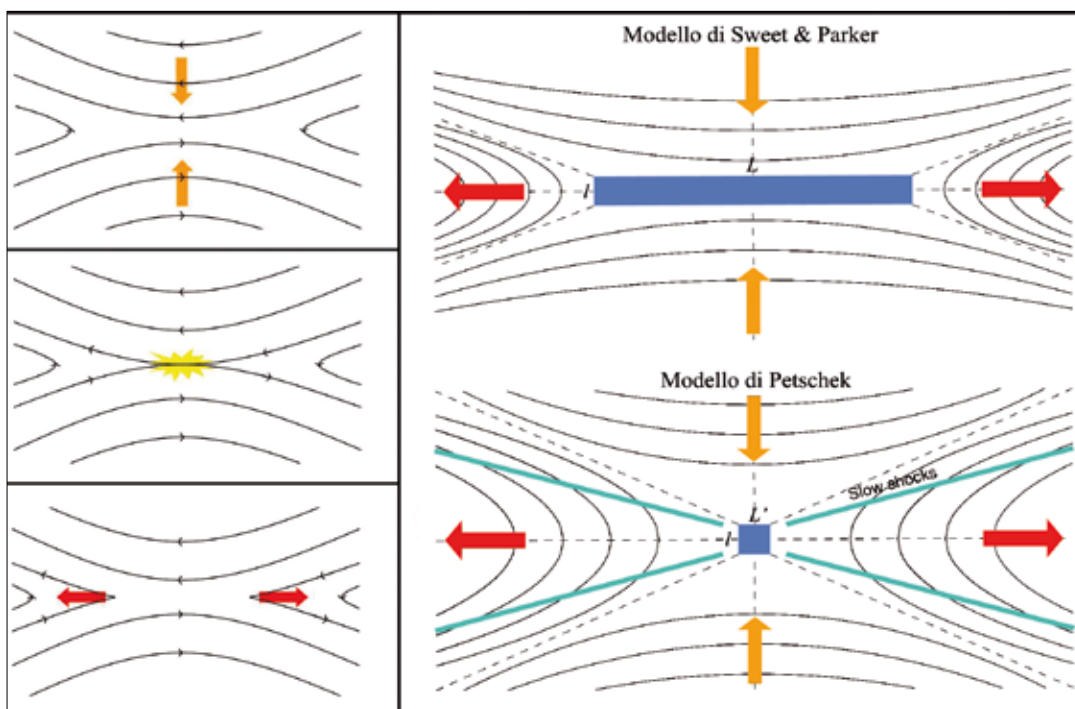 Modello di Sweet & Parker
L
l
Modello di Petschek
Slow shocks
L'
l